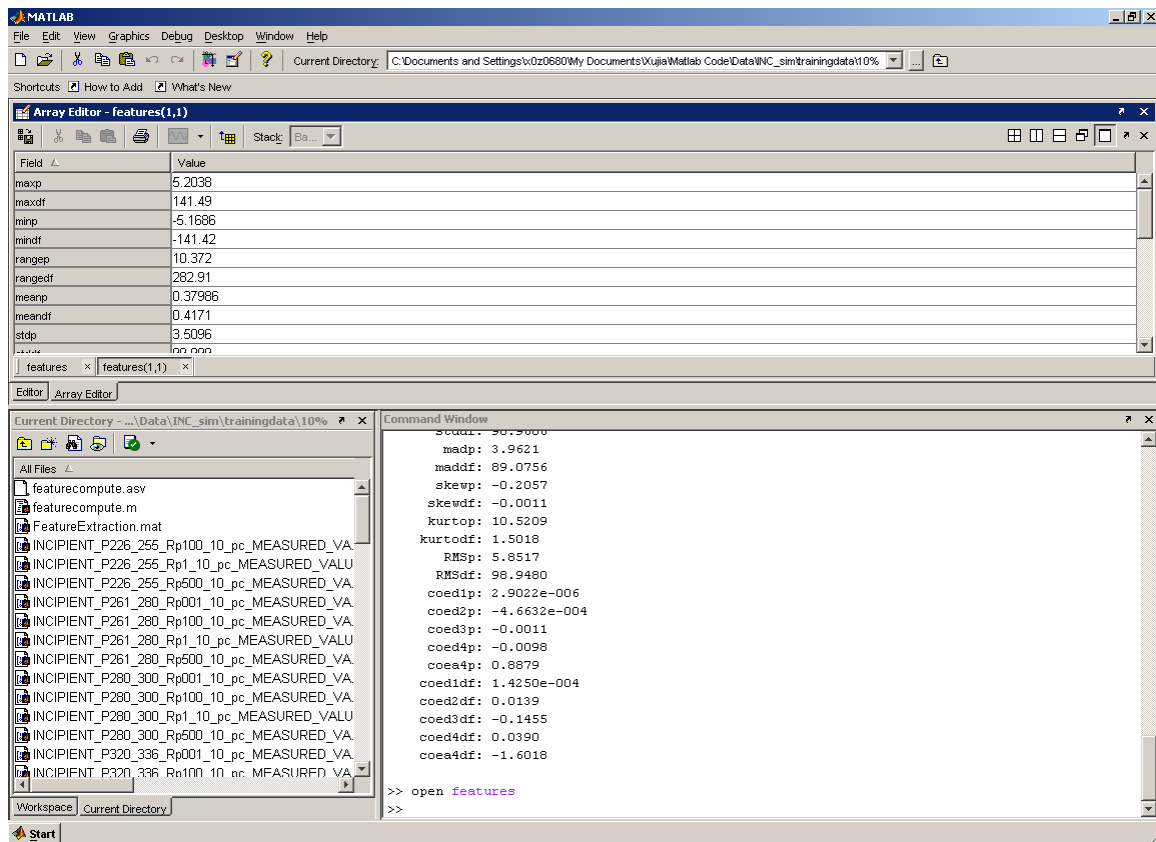 MATLAB
File Edit View Graphics Debug Desktop Window Help
Current Directory: C:\Documents and Settings\x0z0680\My Documents\Xujia\Matlab Code\Data\INC_sim\trainingdata\10%
Shortcuts How to Add What's New
Array Editor - features(1,1)
Stack: Ba...
Field Value
maxp 5.2038
maxdf 141.49
minp -5.1686
mindf -141.42
rangep 10.372
rangedf 282.91
meanp 0.37986
meandf 0.4171
stdp 3.5096
features features(1,1)
Editor Array Editor
Current Directory - ...\Data\INC_sim\trainingdata\10%
All Files
featurecompute.asv
featurecompute.m
FeatureExtraction.mat
INCIPIENT_P226_255_Rp100_10_pc_MEASURED_VA
INCIPIENT_P226_255_Rp1_10_pc_MEASURED_VALU
INCIPIENT_P226_255_Rp500_10_pc_MEASURED_VA
INCIPIENT_P261_280_Rp001_10_pc_MEASURED_VA
INCIPIENT_P261_280_Rp100_10_pc_MEASURED_VA
INCIPIENT_P261_280_Rp1_10_pc_MEASURED_VALU
INCIPIENT_P261_280_Rp500_10_pc_MEASURED_VA
INCIPIENT_P280_300_Rp001_10_pc_MEASURED_VA
INCIPIENT_P280_300_Rp100_10_pc_MEASURED_VA
INCIPIENT_P280_300_Rp1_10_pc_MEASURED_VALU
INCIPIENT_P280_300_Rp500_10_pc_MEASURED_VA
INCIPIENT_P320_336_Rp001_10_pc_MEASURED_VA
INCIPIENT_P320_336_Rp100_10_pc_MEASURED_VA
Workspace Current Directory
Command Window
madp: 3.9621
maddf: 89.0756
skewp: -0.2057
skewdf: -0.0011
kurtop: 10.5209
kurtodf: 1.5018
RMSp: 5.8517
RMSdf: 98.9480
coed1p: 2.9022e-006
coed2p: -4.6632e-004
coed3p: -0.0011
coed4p: -0.0098
coea4p: 0.8879
coed1df: 1.4250e-004
coed2df: 0.0139
coed3df: -0.1455
coed4df: 0.0390
coea4df: -1.6018
>> open features
>>
Start